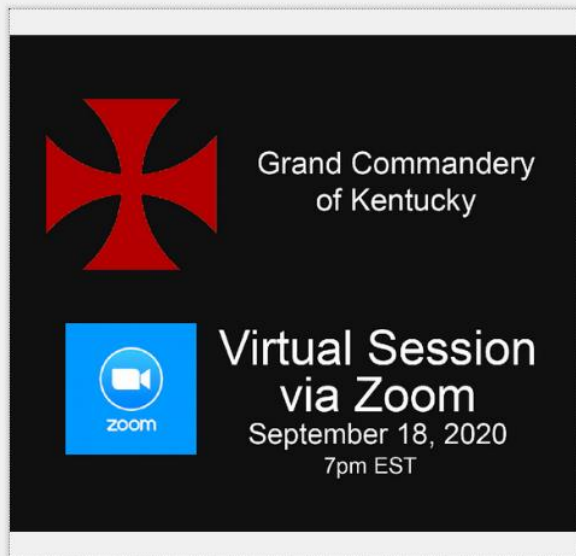 Grand Commandery
of Kentucky
Virtual Session
via Zoom
zoom
September 18, 2020
7pm EST